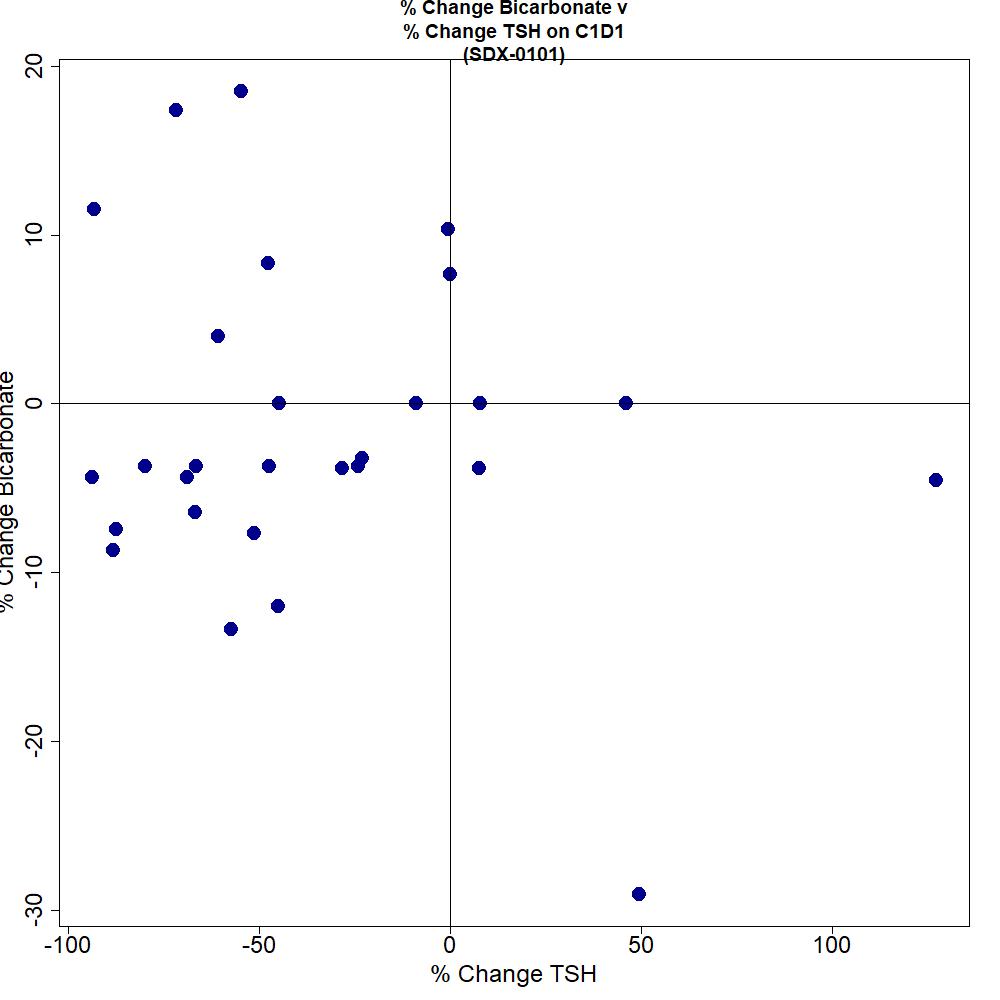 % Change Bicarbonate v
% Change TSH on C1D1
(SDX-0101)
20
10
0
-10
-20
-30
% Change Bicarbonate
-100 -50 0 50 100
% Change TSH